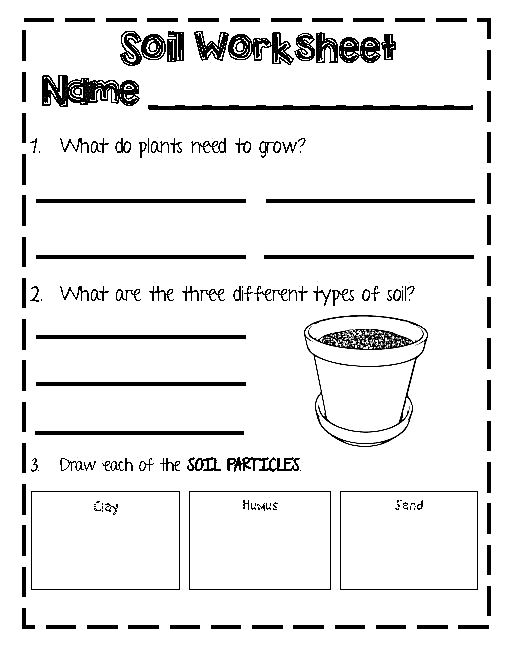 Soil Worksheet
Name
1. What do plants need to grow?
2. What are the three different types of soil?
3. Draw each of the SOIL PARTICLES.
Clay Humus Sand